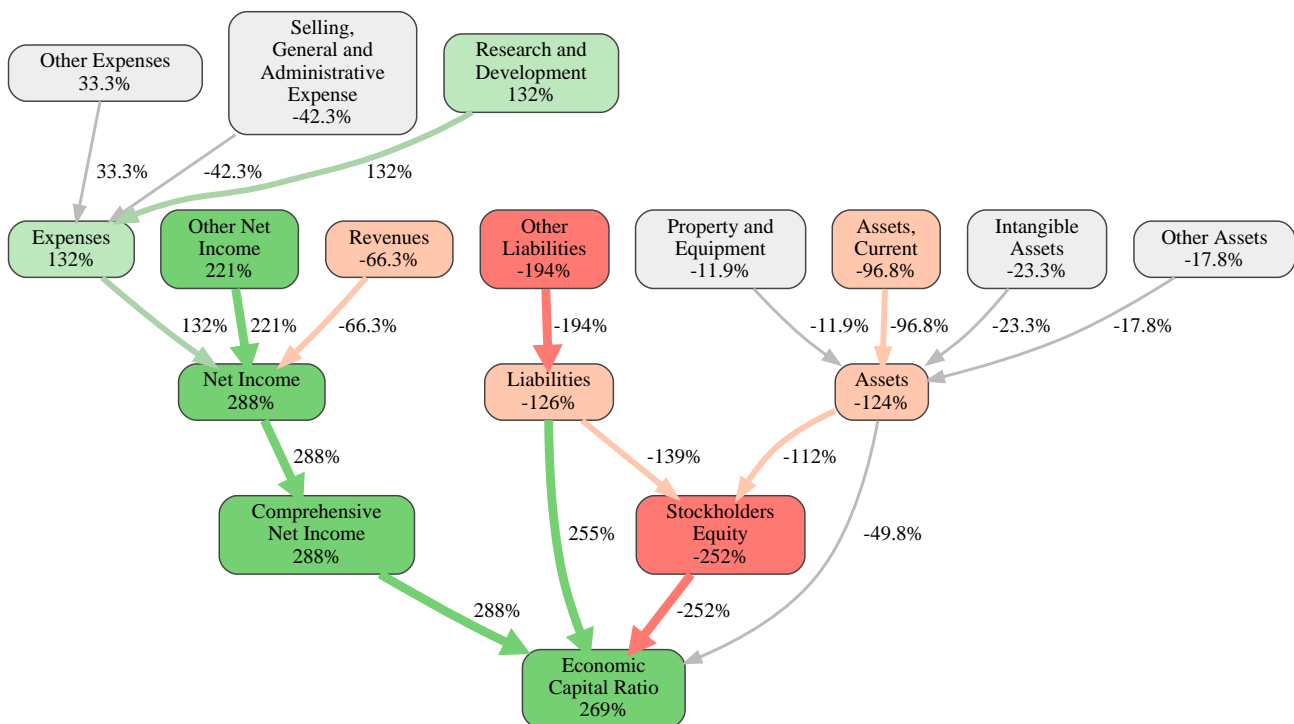 Other Expenses
33.3%
Selling,
General and
Administrative
Expense
-42.3%
Research and
Development
132%
33.3%
-42.3%
132%
Expenses
132%
Other Net
Income
221%
Revenues
-66.3%
Other
Liabilities
-194%
Property and
Equipment
-11.9%
Assets,
Current
-96.8%
Intangible
Assets
-23.3%
Other Assets
-17.8%
132%
221%
-66.3%
-194%
-11.9%
-96.8%
-23.3%
-17.8%
Net Income
288%
Liabilities
-126%
Assets
-124%
288%
-139%
-112%
Comprehensive
Net Income
288%
255%
Stockholders
Equity
-252%
-49.8%
288%
-252%
Economic
Capital Ratio
269%